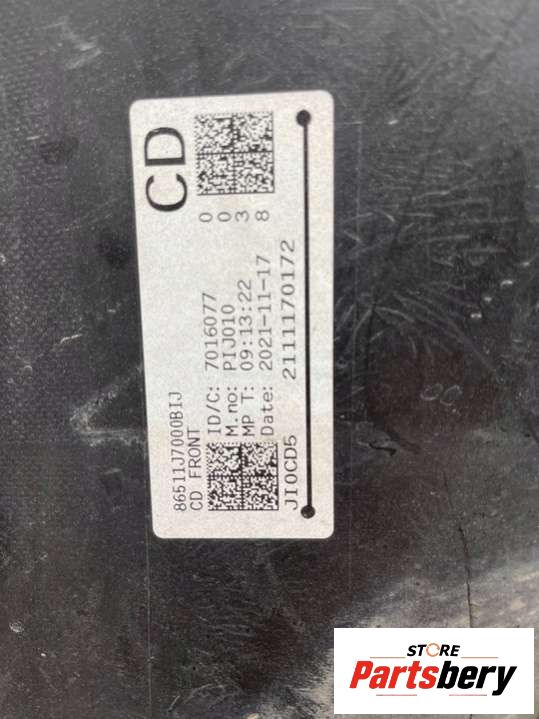 86511J7000BIJ
CD FRONT
CD
ID/C: 7016077
M.no: PIJ010
MP T: 09:13:22
Date: 2021-11-17
0
0
3
8
JI0CD5
2111170172
STORE
Partsbery